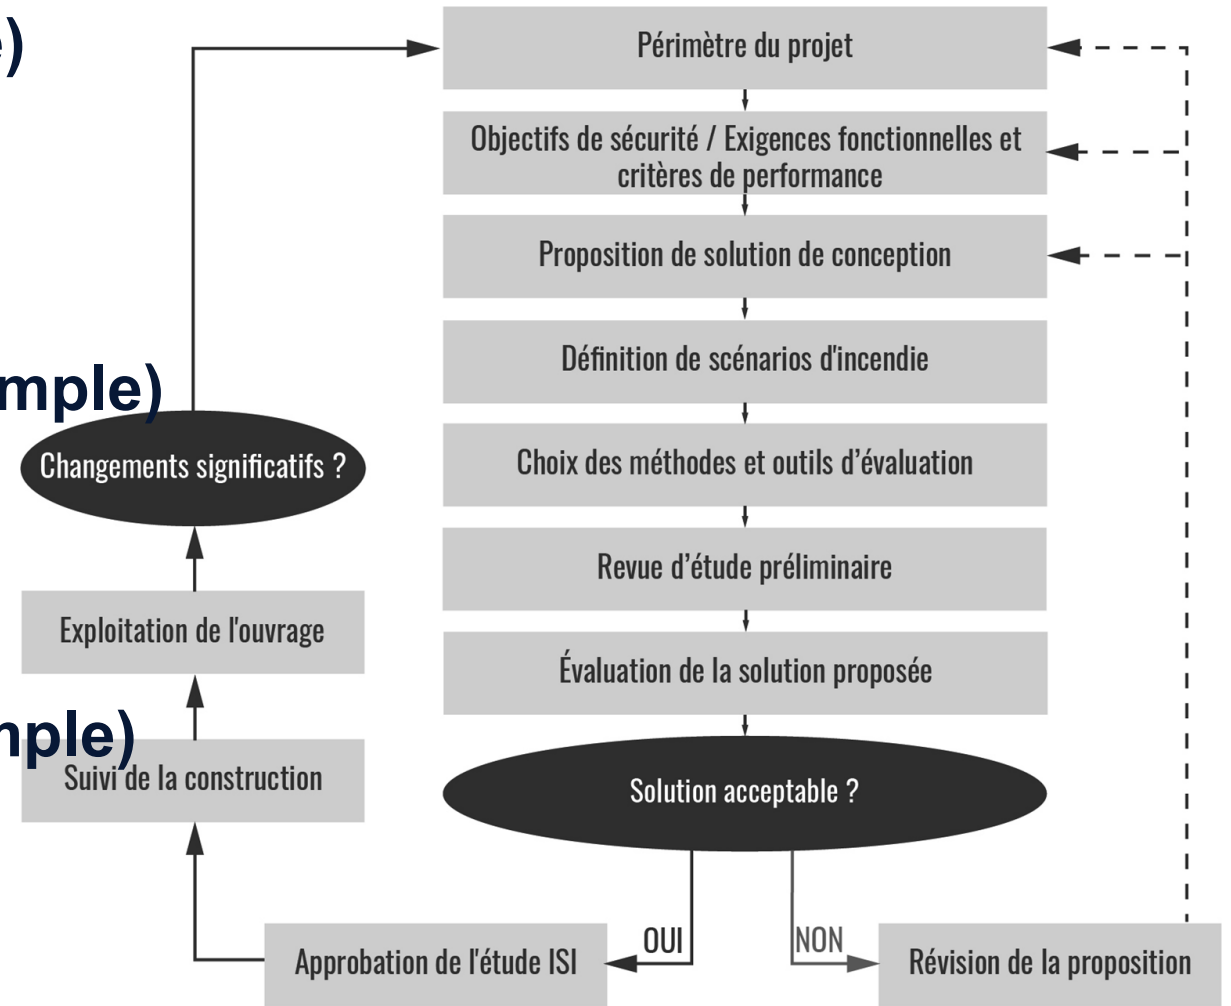 Périmètre du projet
Objectifs de sécurité / Exigences fonctionnelles et
critères de performance
Proposition de solution de conception
Définition de scénarios d'incendie
Changements significatifs ?
Choix des méthodes et outils d’évaluation
Revue d’étude préliminaire
Exploitation de l'ouvrage
Évaluation de la solution proposée
Suivi de la construction
Solution acceptable ?
OUI
NON
Approbation de l'étude ISI
Révision de la proposition